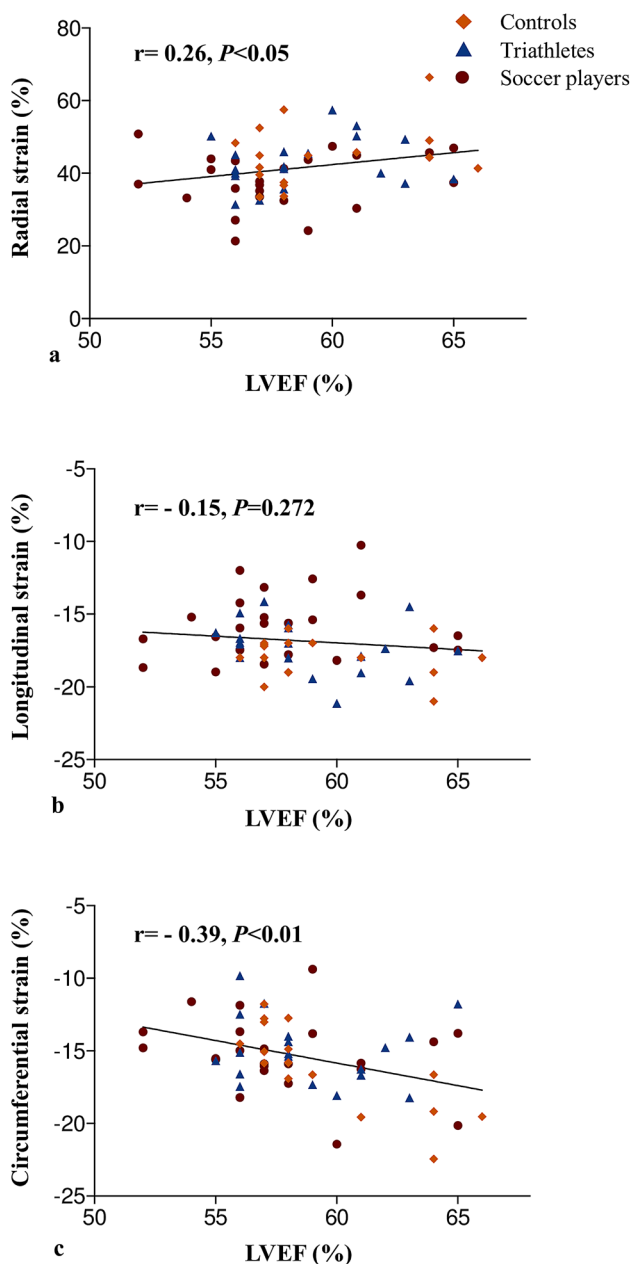 Controls
Triathletes
Soccer players
r= 0.26, P<0.05
Radial strain (%)
80
60
40
20
0
50 55 60 65
a
LVEF (%)
r= - 0.15, P=0.272
Longitudinal strain (%)
-5
-10
-15
-20
-25
50 55 60 65
b
LVEF (%)
r= - 0.39, P<0.01
Circumferential strain (%)
-5
-10
-15
-20
-25
50 55 60 65
c
LVEF (%)